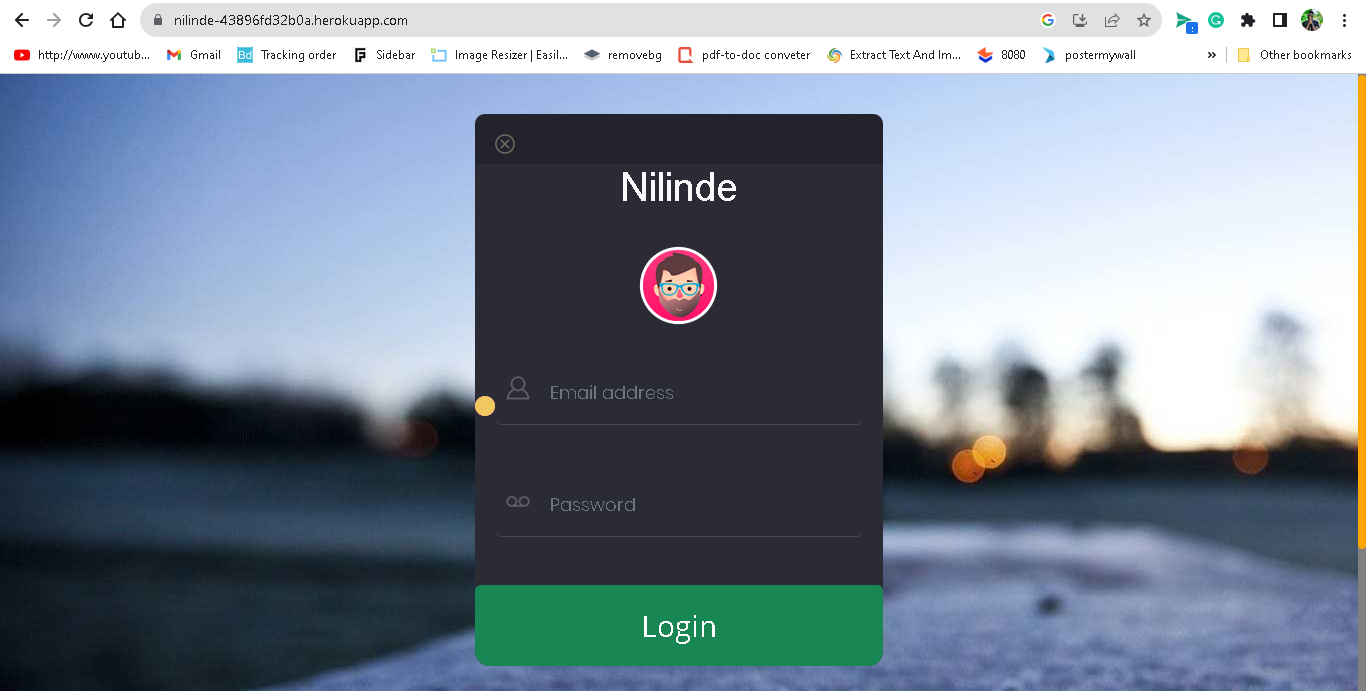 nilinde-43896fd32b0a.herokuapp.com
http://www.youtub... Gmail Bd Tracking order Sidebar Image Resizer | Easil... removebg pdf-to-doc conveter Extract Text And Im... 8080 postermywall » Other bookmarks
Nilinde
Email address
Password
Login